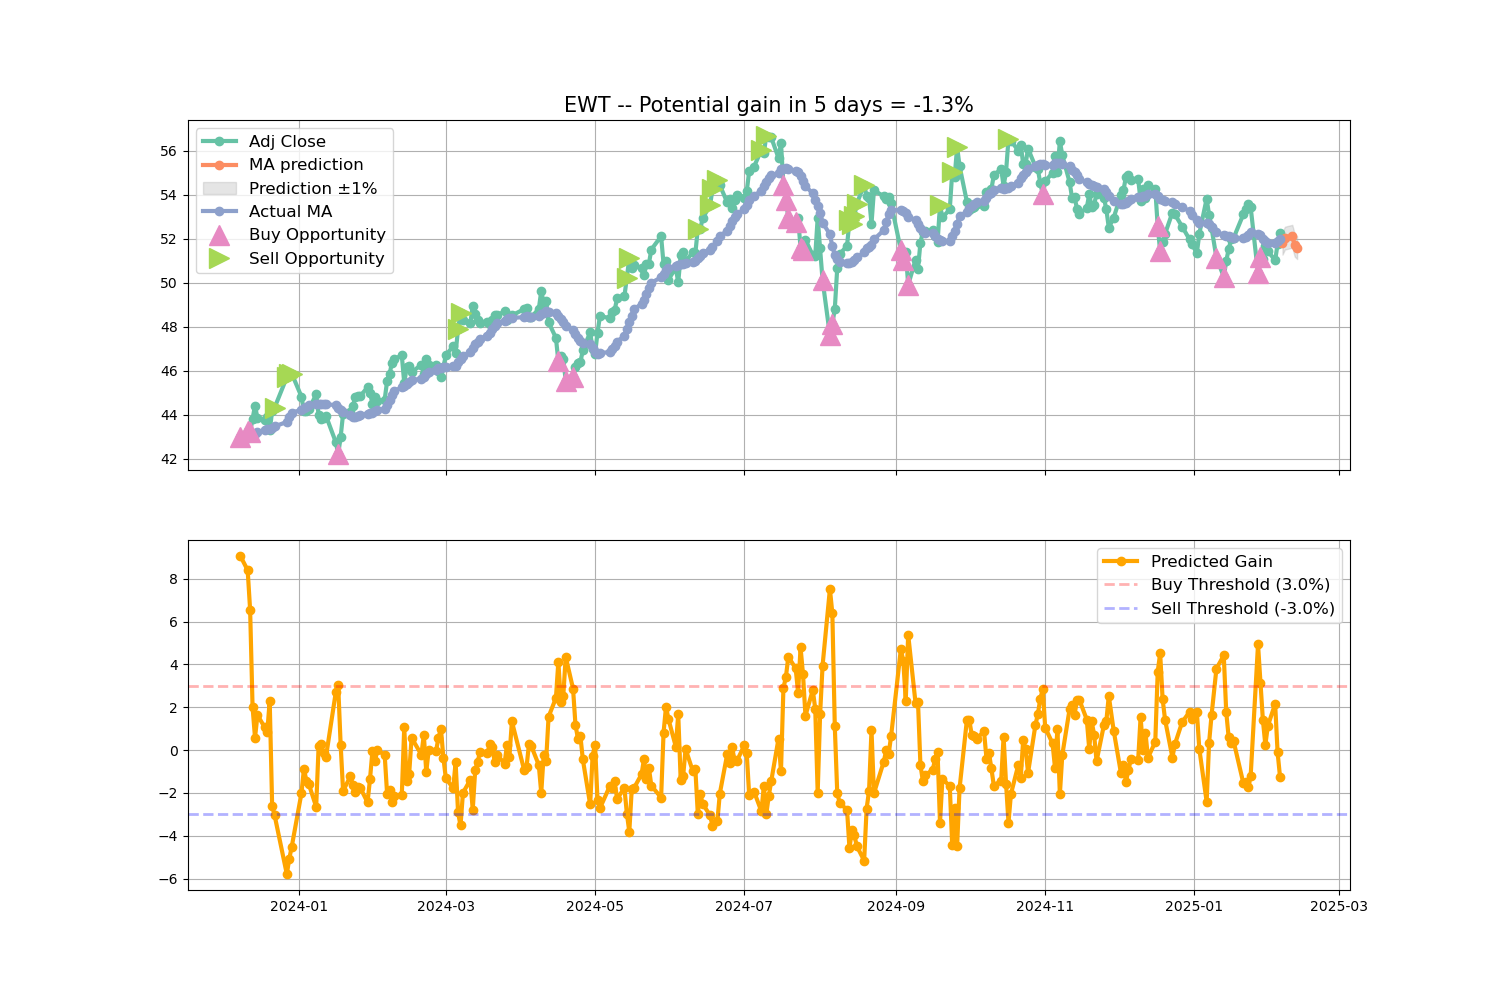 EWT -- Potential gain in 5 days = -1.3%
Adj Close
MA prediction
Prediction ±1%
Actual MA
Buy Opportunity
Sell Opportunity
56
54
52
50
48
46
44
42
Predicted Gain
Buy Threshold (3.0%)
Sell Threshold (-3.0%)
8
6
4
2
0
−2
−4
−6
2024-01 2024-03 2024-05 2024-07 2024-09 2024-11 2025-01 2025-03